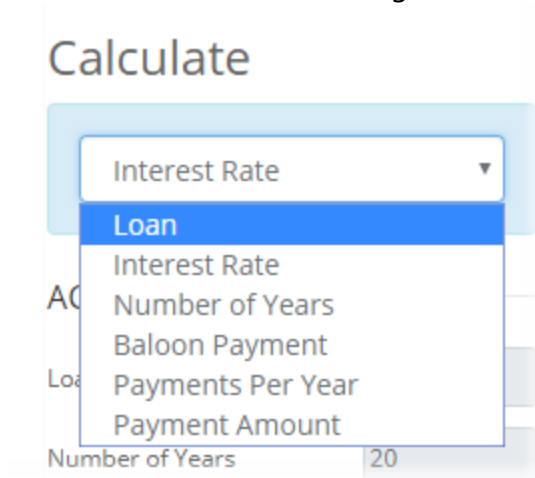 Calculate
Interest Rate
Loan
Interest Rate
Number of Years
Baloon Payment
Payments Per Year
Payment Amount
Number of Years 20